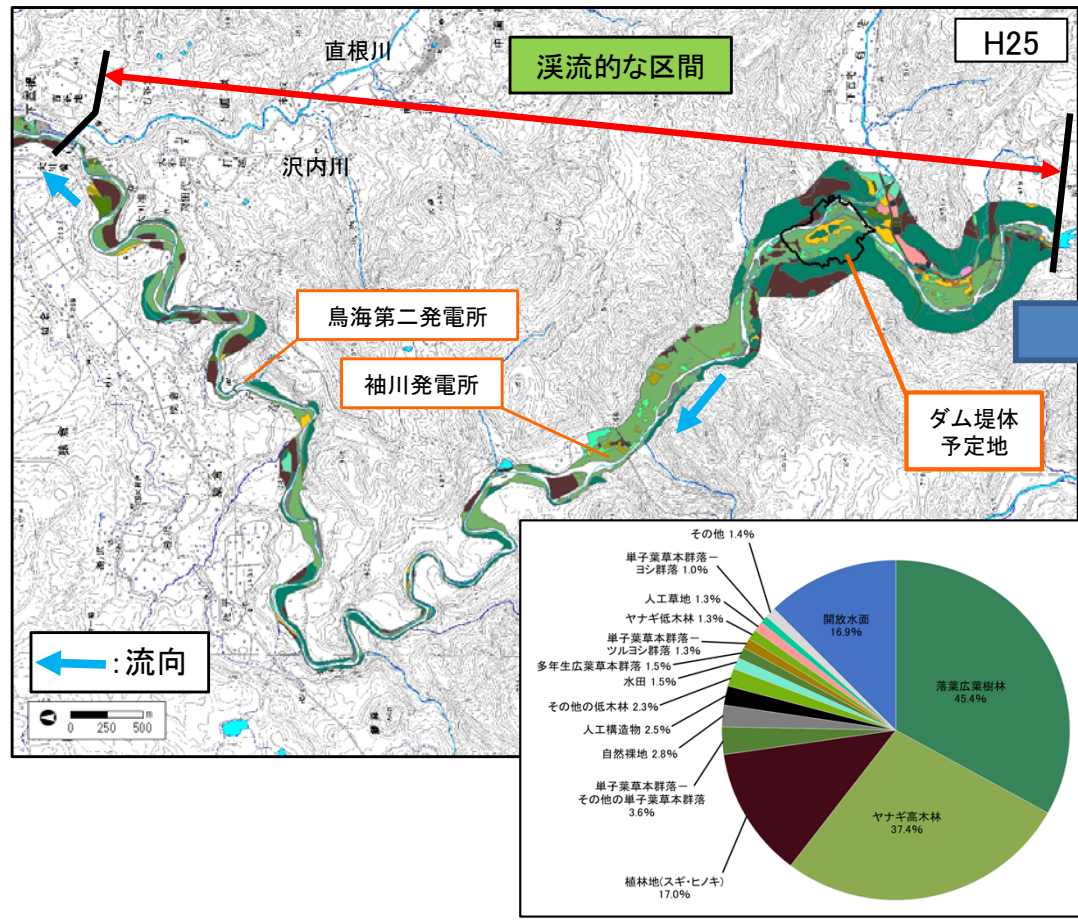 H25
渓流的な区間
直根川
沢内川
鳥海第二発電所
袖川発電所
ダム堤体
予定地
:流向
0 250 500 m
その他 1.4%
単子葉草本群落ー
ヨシ群落 1.0%
人工草地 1.3%
ヤナギ低木林 1.3%
単子葉草本群落ー
ツルヨシ群落 1.3%
多年生広葉草本群落 1.5%
水田 1.5%
その他の低木林 2.3%
人工構造物 2.5%
自然裸地 2.8%
単子葉草本群落ー
その他の単子葉草本群落
3.6%
植林地(スギ・ヒノキ)
17.0%
開放水面
16.9%
落葉広葉樹林
45.4%
ヤナギ高木林
37.4%